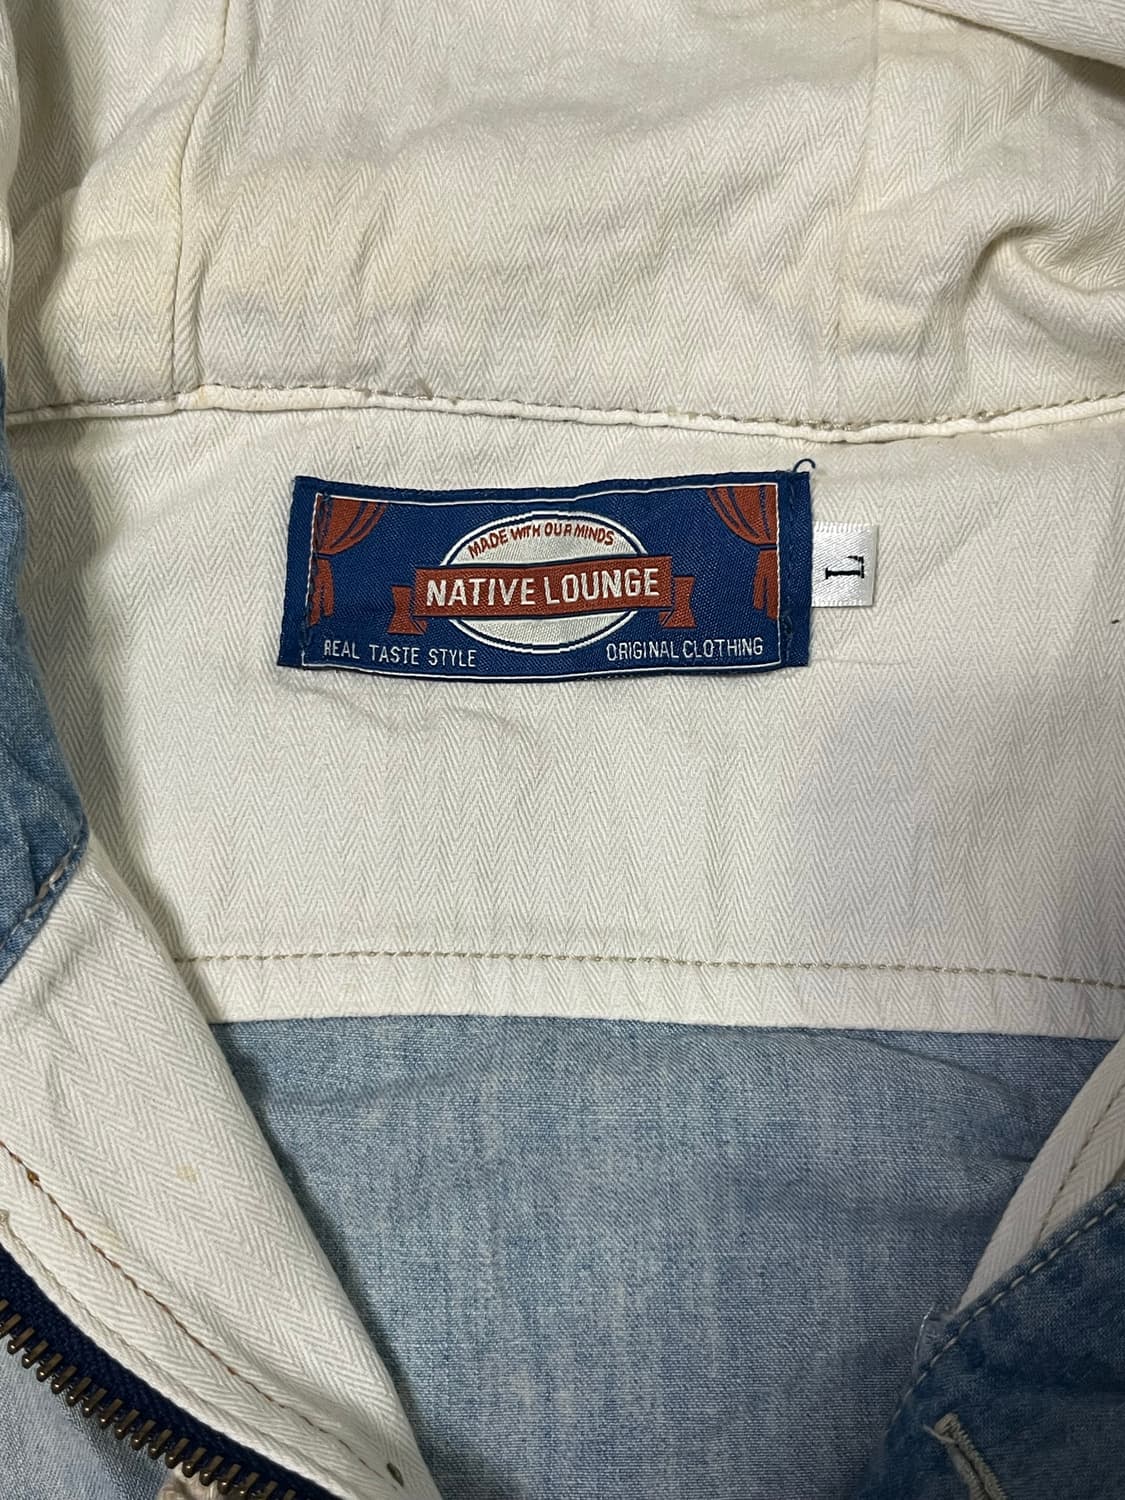 MADE WITH OUR MINDS
NATIVE LOUNGE
REAL TASTE STYLE
ORIGINAL CLOTHING
L